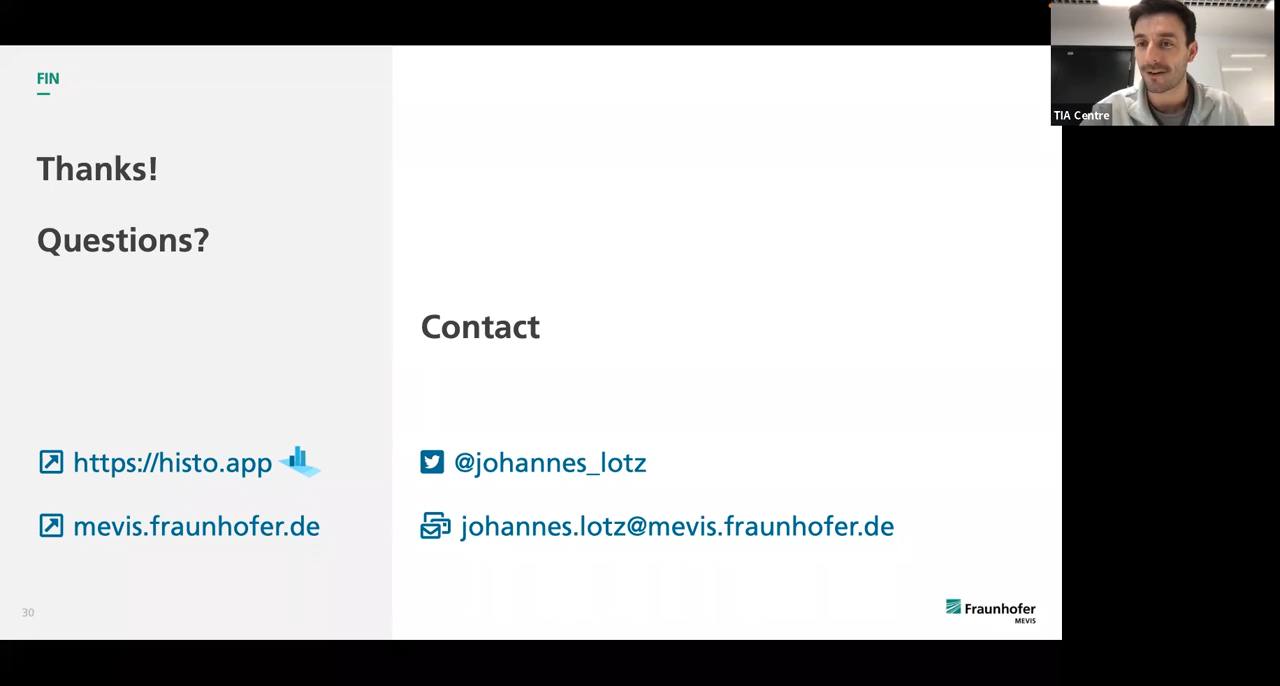 FIN
Thanks!
Questions?
https://histo.app
mevis.fraunhofer.de
30
Contact
@johannes_lotz
johannes.lotz@mevis.fraunhofer.de
Fraunhofer
MEVIS
TIA Centre